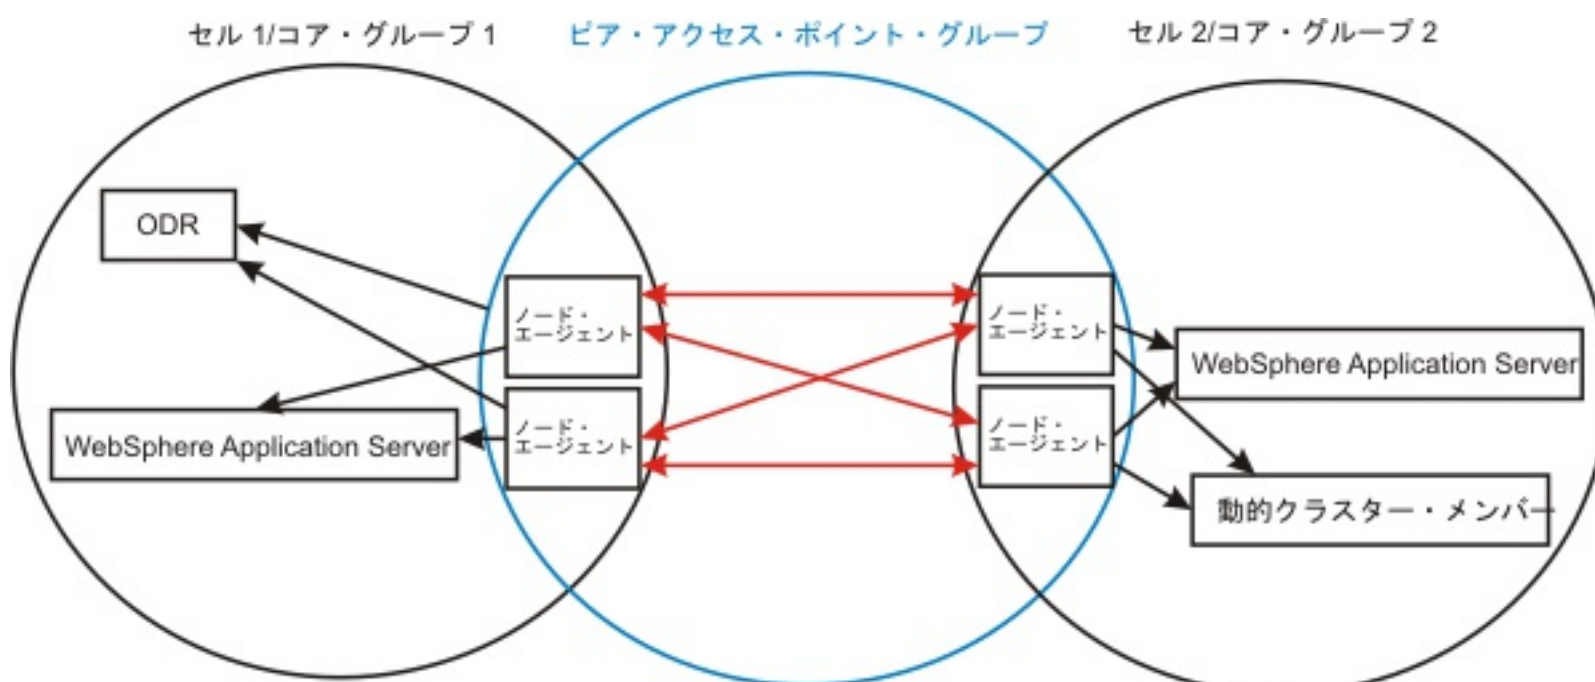 セル 1/コア・グループ 1
ピア・アクセス・ポイント・グループ
セル 2/コア・グループ 2
ODR
ノード・
エージェント
ノード・
エージェント
WebSphere Application Server
WebSphere Application Server
ノード・
エージェント
ノード・
エージェント
動的クラスター・メンバー